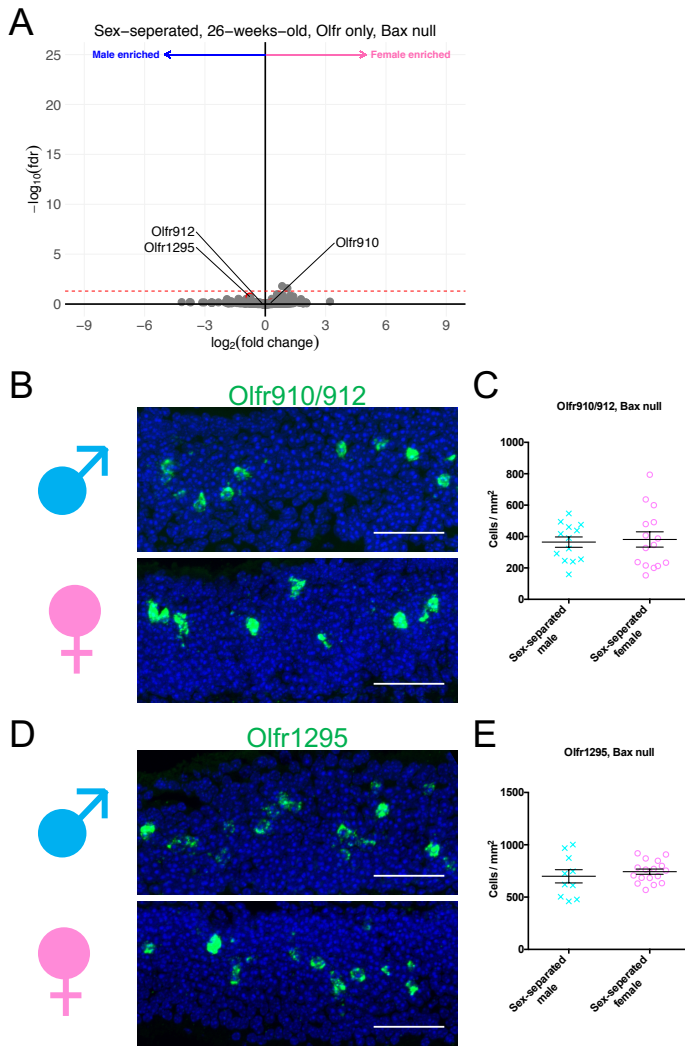 A
Sex-seperated, 26-weeks-old, Olfr only, Bax null
Male enriched
Female enriched
25
20
15
10
5
0
-log10(fdr)
Olfr912
Olfr1295
Olfr910
-9
-6
-3
0
3
6
9
log2(fold change)
B
Olfr910/912
C
Olfr910/912, Bax null
1000
800
600
400
200
0
Cells / mm2
Sex-separated
male
Sex-separated
female
D
Olfr1295
E
Olfr1295, Bax null
1500
1000
500
0
Cells / mm2
Sex-seperated
male
Sex-seperated
female